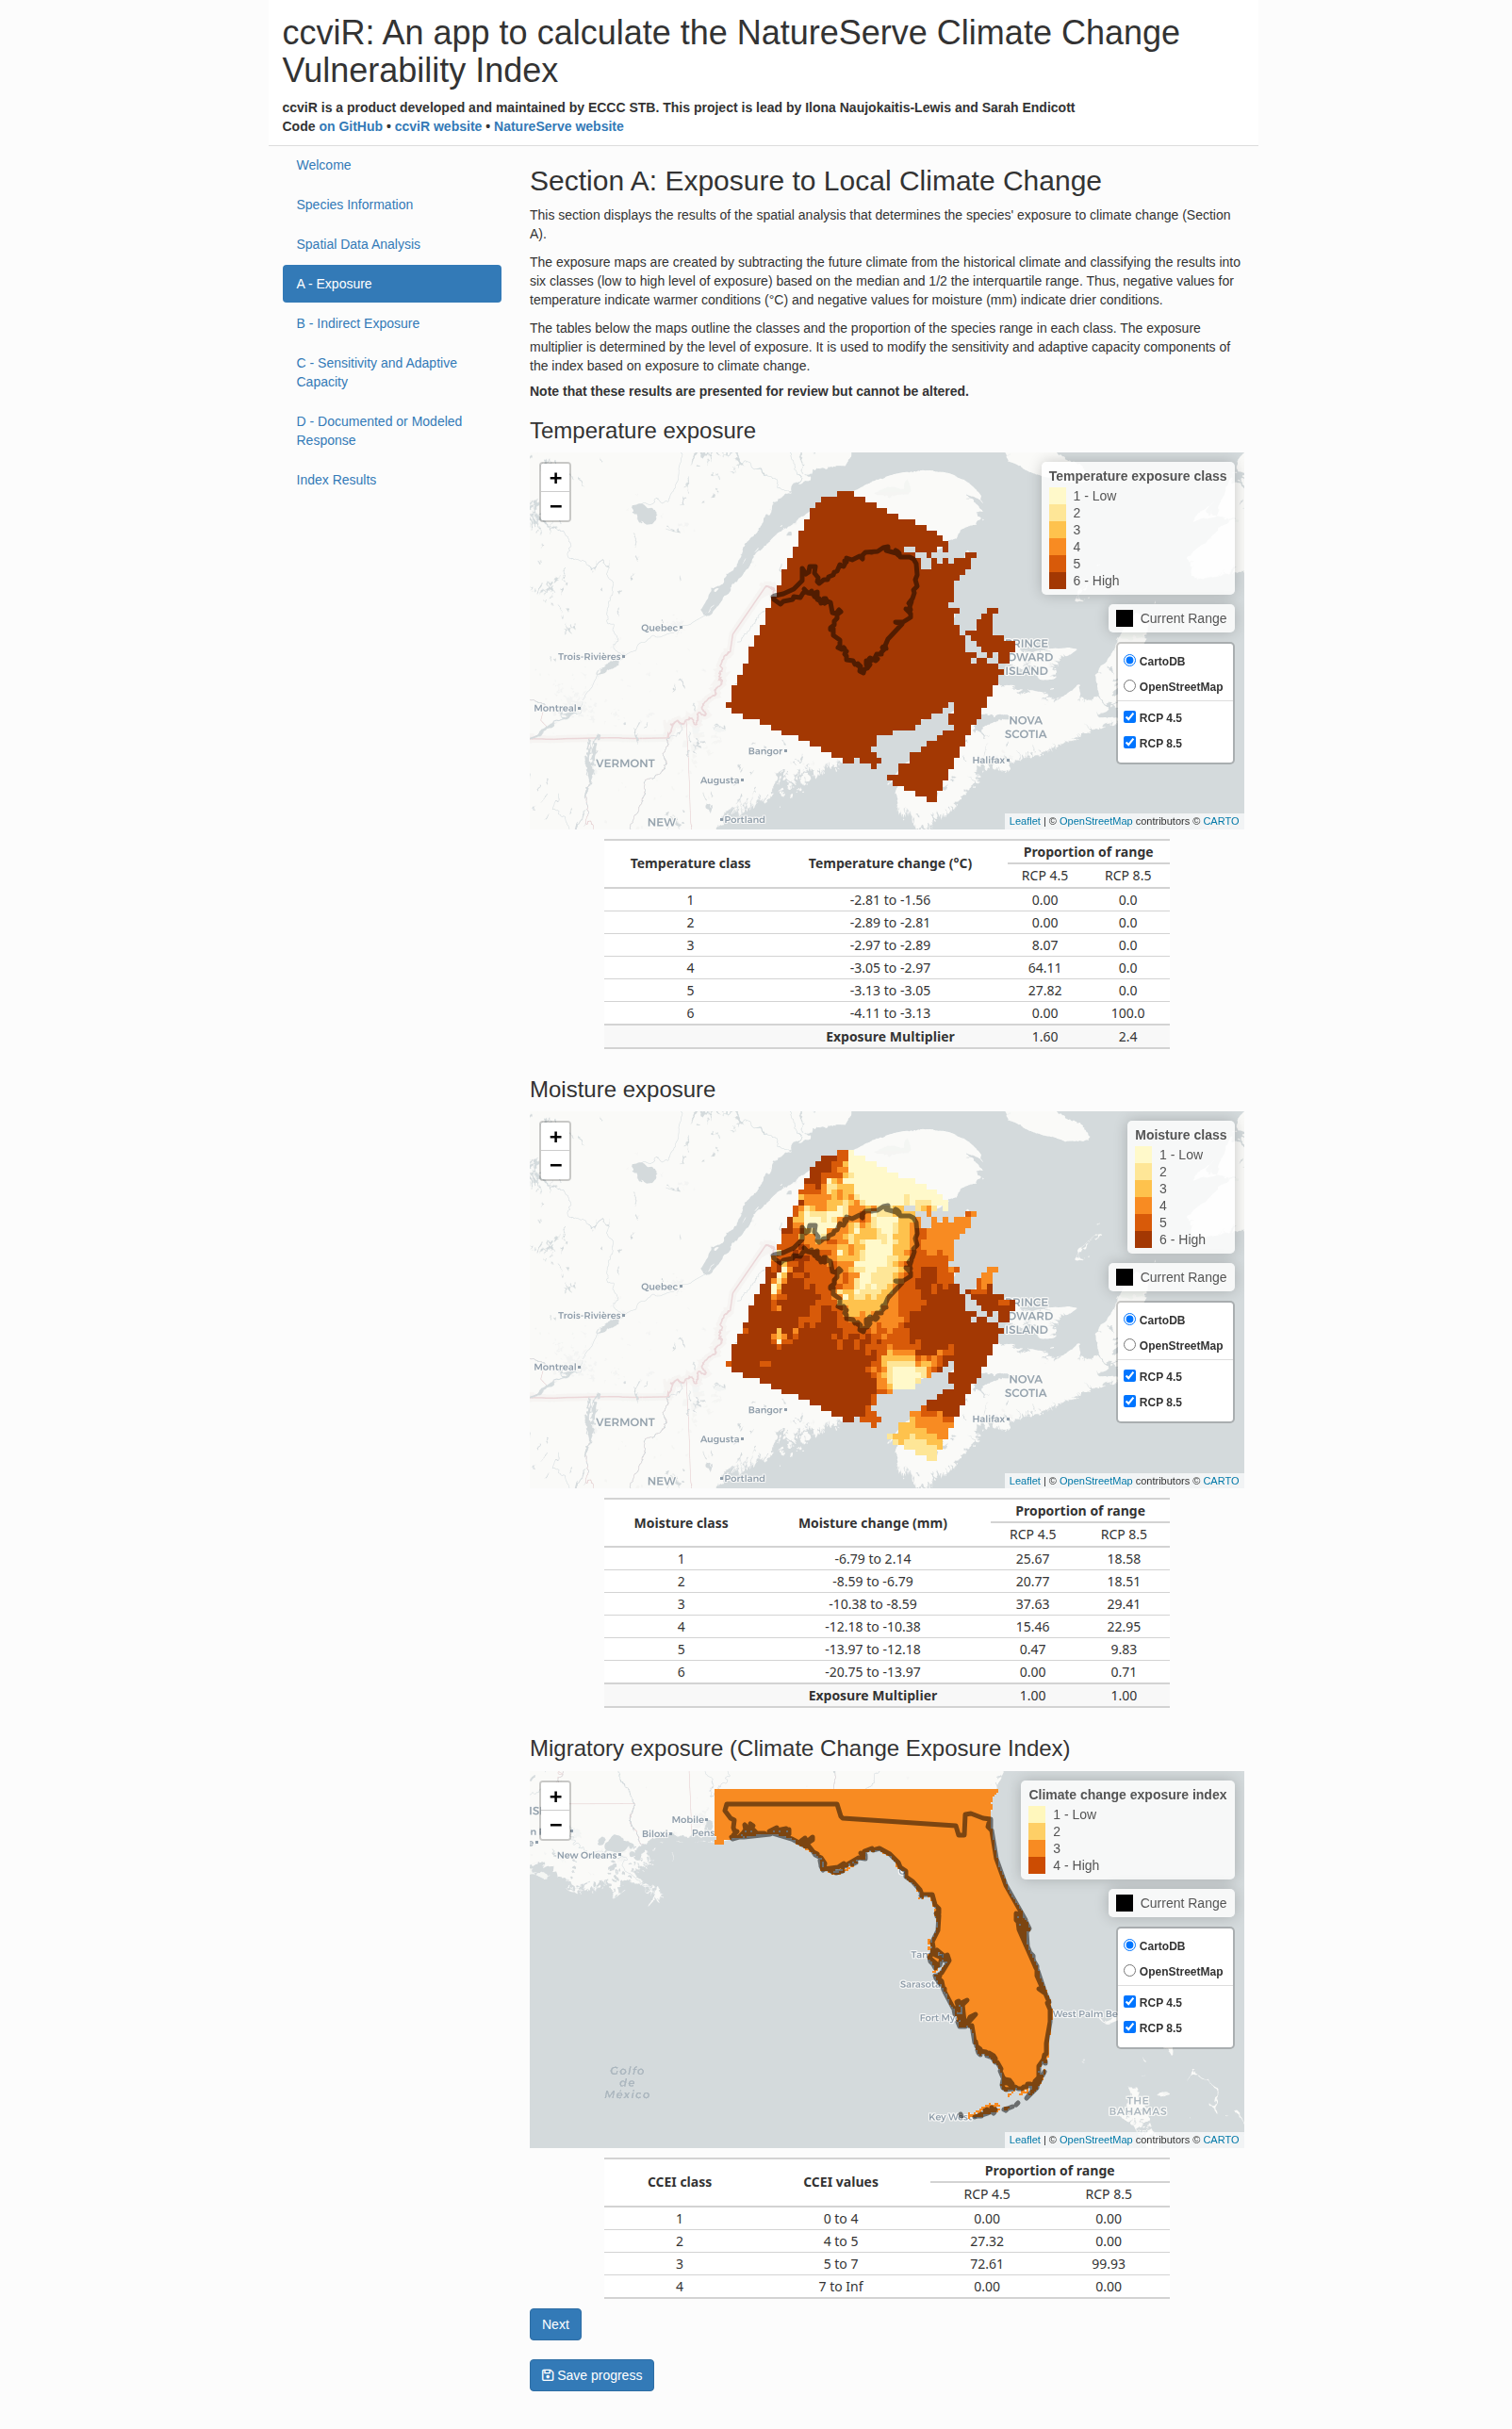 ccviR: An app to calculate the NatureServe Climate Change
Vulnerability Index
ccviR is a product developed and maintained by ECCC STB. This project is lead by Ilona Naujokaitis-Lewis and Sarah Endicott
Code on GitHub • ccviR website • NatureServe website
Welcome
Species Information
Spatial Data Analysis
A - Exposure
B - Indirect Exposure
C - Sensitivity and Adaptive
Capacity
D - Documented or Modeled
Response
Index Results
Section A: Exposure to Local Climate Change
This section displays the results of the spatial analysis that determines the species' exposure to climate change (Section
A).
The exposure maps are created by subtracting the future climate from the historical climate and classifying the results into
six classes (low to high level of exposure) based on the median and 1/2 the interquartile range. Thus, negative values for
temperature indicate warmer conditions (°C) and negative values for moisture (mm) indicate drier conditions.
The tables below the maps outline the classes and the proportion of the species range in each class. The exposure
multiplier is determined by the level of exposure. It is used to modify the sensitivity and adaptive capacity components of
the index based on exposure to climate change.
Note that these results are presented for review but cannot be altered.
Temperature exposure
+
−
Temperature exposure class
1 - Low
2
3
4
5
6 - High
Current Range
CartoDB
OpenStreetMap
RCP 4.5
RCP 8.5
Quebec
Trois-Rivières
Montreal
VERMONT
Bangor
Augusta
NEW
Portland
RINCE
DWARD
ISLAND
NOVA
SCOTIA
Halifax
Leaflet | © OpenStreetMap contributors © CARTO
Temperature class Temperature change (°C) Proportion of range
RCP 4.5 RCP 8.5
1 -2.81 to -1.56 0.00 0.0
2 -2.89 to -2.81 0.00 0.0
3 -2.97 to -2.89 8.07 0.0
4 -3.05 to -2.97 64.11 0.0
5 -3.13 to -3.05 27.82 0.0
6 -4.11 to -3.13 0.00 100.0
Exposure Multiplier 1.60 2.4
Moisture exposure
+
−
Moisture class
1 - Low
2
3
4
5
6 - High
Current Range
CartoDB
OpenStreetMap
RCP 4.5
RCP 8.5
Quebec
Trois-Rivières
Montreal
VERMONT
Bangor
Augusta
NEW
Portland
RINCE
DWARD
ISLAND
NOVA
SCOTIA
Halifax
Leaflet | © OpenStreetMap contributors © CARTO
Moisture class Moisture change (mm) Proportion of range
RCP 4.5 RCP 8.5
1 -6.79 to 2.14 25.67 18.58
2 -8.59 to -6.79 20.77 18.51
3 -10.38 to -8.59 37.63 29.41
4 -12.18 to -10.38 15.46 22.95
5 -13.97 to -12.18 0.47 9.83
6 -20.75 to -13.97 0.00 0.71
Exposure Multiplier 1.00 1.00
Migratory exposure (Climate Change Exposure Index)
+
−
Climate change exposure index
1 - Low
2
3
4 - High
Current Range
CartoDB
OpenStreetMap
RCP 4.5
RCP 8.5
Mobile
Biloxi
Pens
New Orleans
Tam
Sarasota
Fort My
West Palm Be
Golfo
de
México
Key West
THE
BAHAMAS
Leaflet | © OpenStreetMap contributors © CARTO
CCEI class CCEI values Proportion of range
RCP 4.5 RCP 8.5
1 0 to 4 0.00 0.00
2 4 to 5 27.32 0.00
3 5 to 7 72.61 99.93
4 7 to Inf 0.00 0.00
Next
Save progress